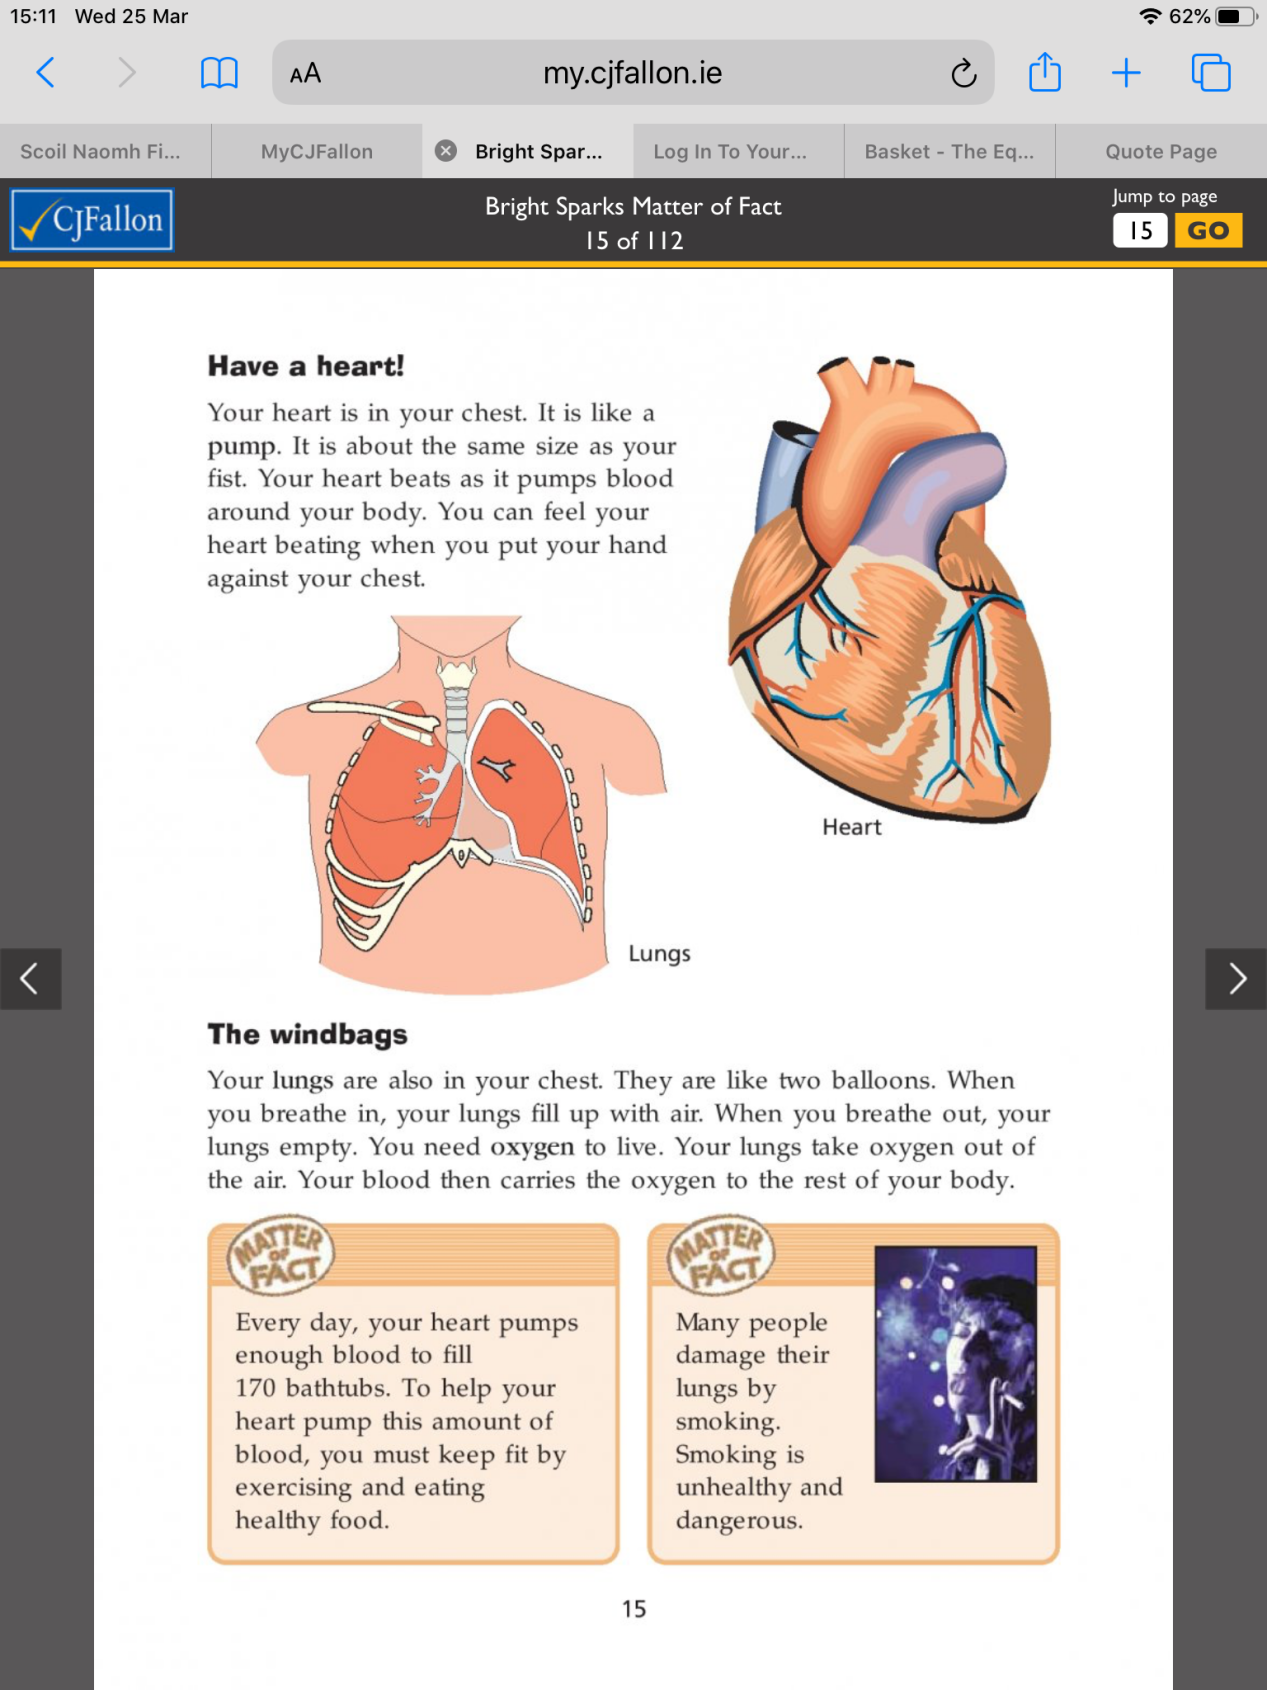 15:11 Wed 25 Mar
62%
AA
my.cjfallon.ie
Scoil Naomh Fi...
MyCJFallon
Bright Spar...
Log In To Your...
Basket - The Eq...
Quote Page
CJFallon
Bright Sparks Matter of Fact
15 of 112
Jump to page
15 GO
Have a heart!
Your heart is in your chest. It is like a
pump. It is about the same size as your
fist. Your heart beats as it pumps blood
around your body. You can feel your
heart beating when you put your hand
against your chest.
Heart
Lungs
The windbags
Your lungs are also in your chest. They are like two balloons. When
you breathe in, your lungs fill up with air. When you breathe out, your
lungs empty. You need oxygen to live. Your lungs take oxygen out of
the air. Your blood then carries the oxygen to the rest of your body.
MATTER
OF
FACT
Every day, your heart pumps
enough blood to fill
170 bathtubs. To help your
heart pump this amount of
blood, you must keep fit by
exercising and eating
healthy food.
MATTER
OF
FACT
Many people
damage their
lungs by
smoking.
Smoking is
unhealthy and
dangerous.
15